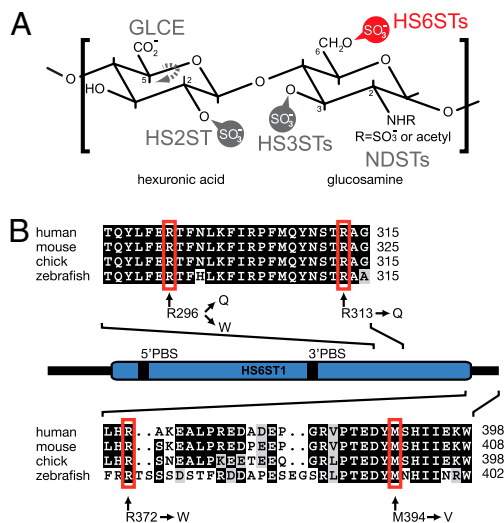 A
GLCE
CO₂⁻
5
2
O
HO
O
SO₃⁻
HS2ST
hexuronic acid
O
HS6STs
SO₃⁻
6 CH₂O
O
3
2
O
SO₃⁻
HS3STs
NHR
R=SO₃⁻ or acetyl
NDSTs
O
glucosamine
B
human TQYLFERTFNLKFIRPFMQYNSTRAG 315
mouse TQYLFERTFNLKFIRPFMQYNSTRAG 325
chick TQYLFERTFNLKFIRPFMQYNSTRAG 315
zebrafish TQYLFERTFHLKFIRPFMQYNSTRAA 315
R296 Q
W
R313 Q
5'PBS 3'PBS
HS6ST1
human LHR..AKEALPREDADEP..GRVPTEDYMSHIIEKW 398
mouse LHR..SKEALPREDADEP..GRVPTEDYMSHIIEKW 408
chick LHR..SNEALPKEETEEQ..GRLPTEDYMSHIIEKW 398
zebrafish FRRTSSSDSTFRDDAPESVGSRLPTEDYMNHIINRW 402
R372 W
M394 V